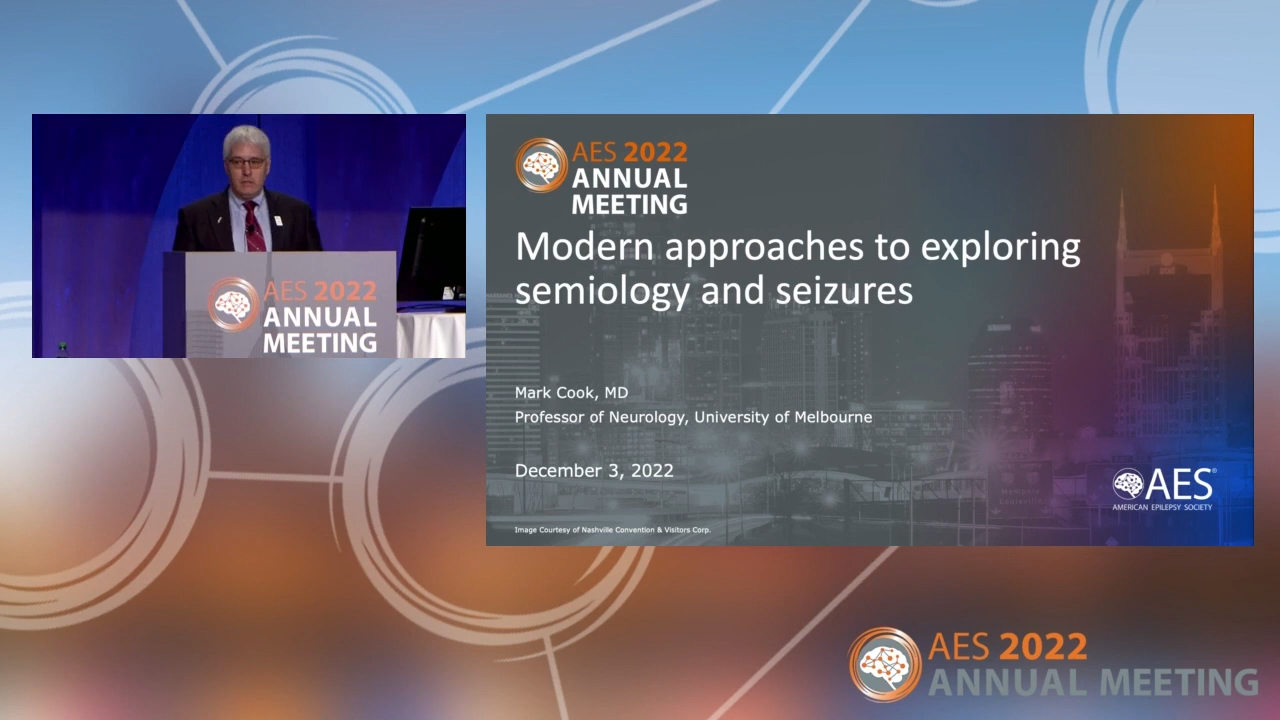 AES 2022
ANNUAL
MEETING
AES 2022
ANNUAL
MEETING
Modern approaches to exploring
semiology and seizures
Mark Cook, MD
Professor of Neurology, University of Melbourne
December 3, 2022
AES
AMERICAN EPILEPSY SOCIETY
Image Courtesy of Nashville Convention & Visitors Corp.
AES 2022
ANNUAL MEETING